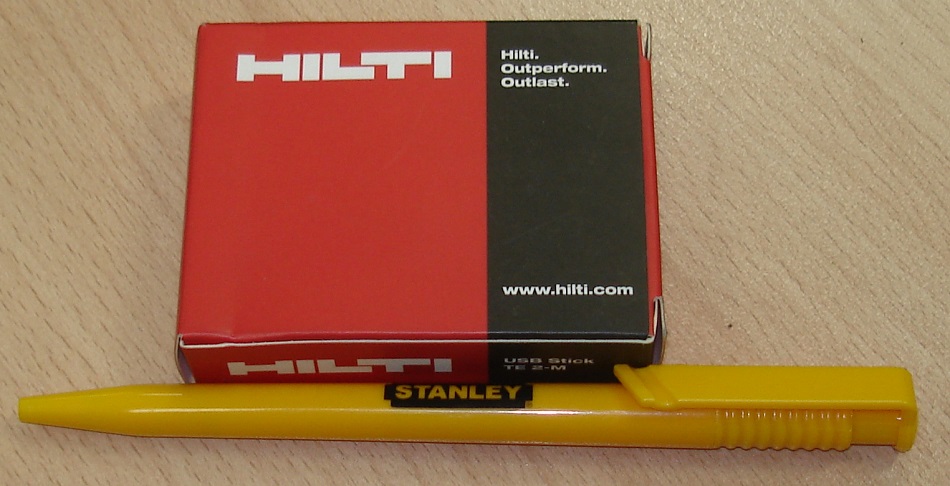 HILTI
Hilti.
Outperform.
Outlast.
www.hilti.com
HILTI
USB Stick
TE 2-M
STANLEY